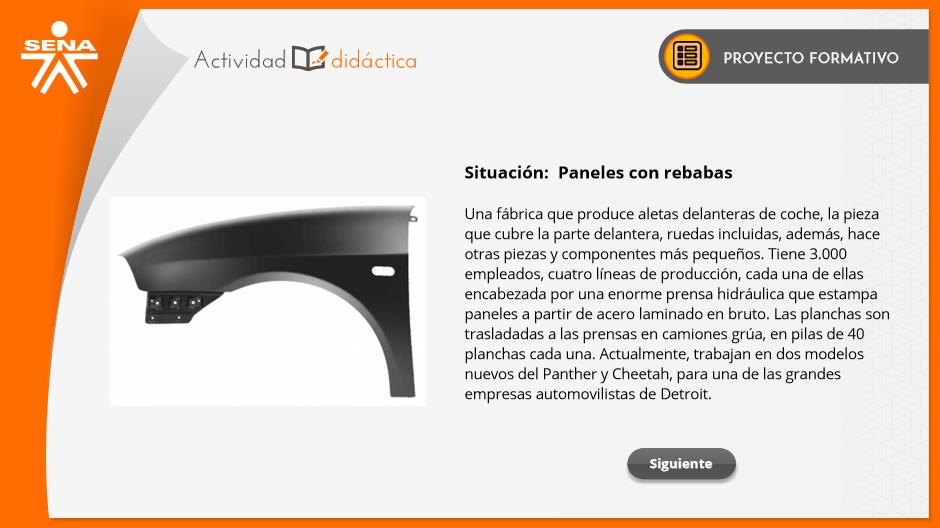 SENA
Actividad didáctica
PROYECTO FORMATIVO
Situación:  Paneles con rebabas
Una fábrica que produce aletas delanteras de coche, la pieza
que cubre la parte delantera, ruedas incluidas, además, hace
otras piezas y componentes más pequeños. Tiene 3.000
empleados, cuatro líneas de producción, cada una de ellas
encabezada por una enorme prensa hidráulica que estampa
paneles a partir de acero laminado en bruto. Las planchas son
trasladadas a las prensas en camiones grúa, en pilas de 40
planchas cada una. Actualmente, trabajan en dos modelos
nuevos del Panther y Cheetah, para una de las grandes
empresas automovilistas de Detroit.
Siguiente